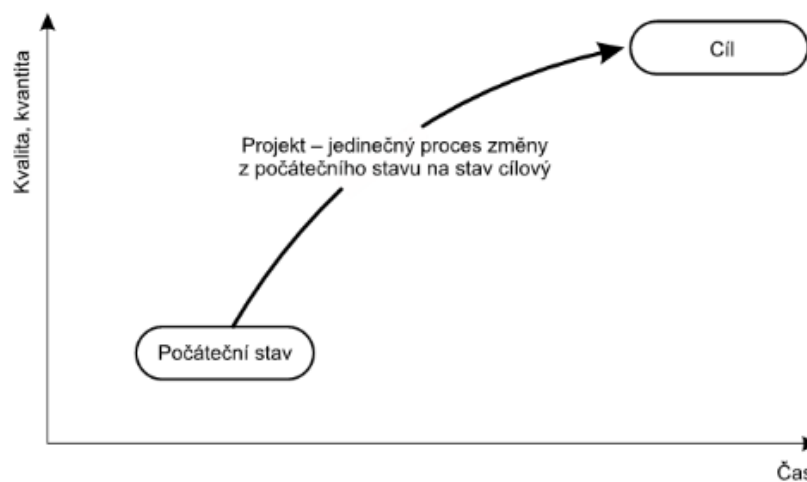 Kvalita, kvantita
Cíl
Projekt – jedinečný proces změny
z počátečního stavu na stav cílový
Počáteční stav
Čas